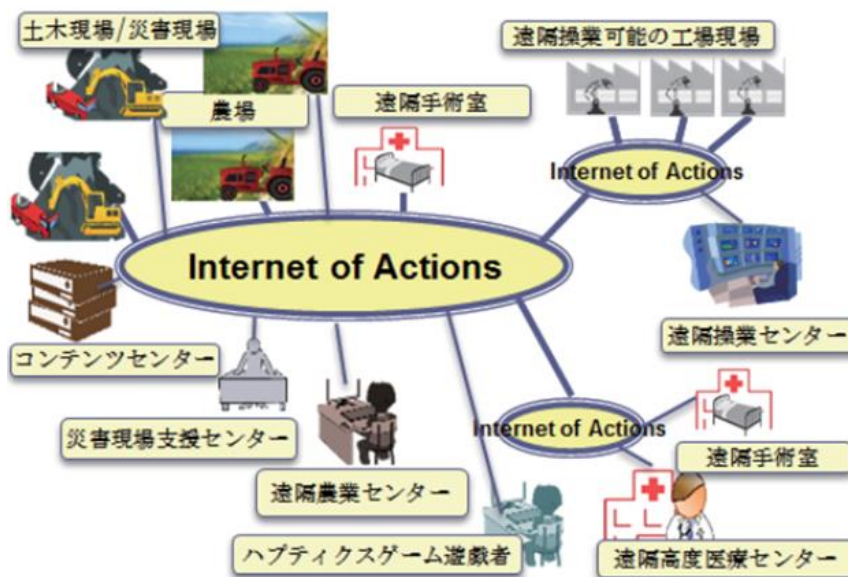 土木現場/災害現場
遠隔操業可能の工場現場
農場
遠隔手術室
Internet of Actions
Internet of Actions
遠隔操業センター
コンテンツセンター
災害現場支援センター
Internet of Actions
遠隔手術室
遠隔農業センター
ハプティクスゲーム遊戯者
遠隔高度医療センター